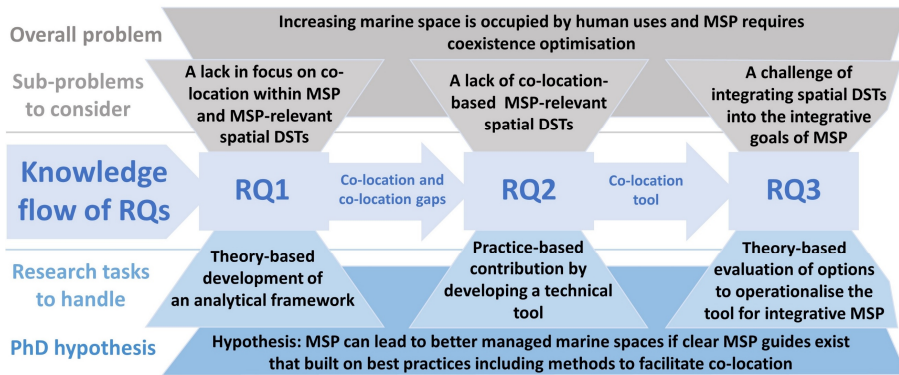 Overall problem
Increasing marine space is occupied by human uses and MSP requires
coexistence optimisation
Sub-problems
to consider
A lack in focus on co-
location within MSP
and MSP-relevant
spatial DSTs
A lack of co-location-
based MSP-relevant
spatial DSTs
A challenge of
integrating spatial DSTs
into the integrative
goals of MSP
Knowledge
flow of RQs
RQ1
Co-location and
co-location gaps
RQ2
Co-location
tool
RQ3
Research tasks
to handle
Theory-based
development of
an analytical framework
Practice-based
contribution by
developing a technical
tool
Theory-based
evaluation of options
to operationalise the
tool for integrative MSP
PhD hypothesis
Hypothesis: MSP can lead to better managed marine spaces if clear MSP guides exist
that built on best practices including methods to facilitate co-location